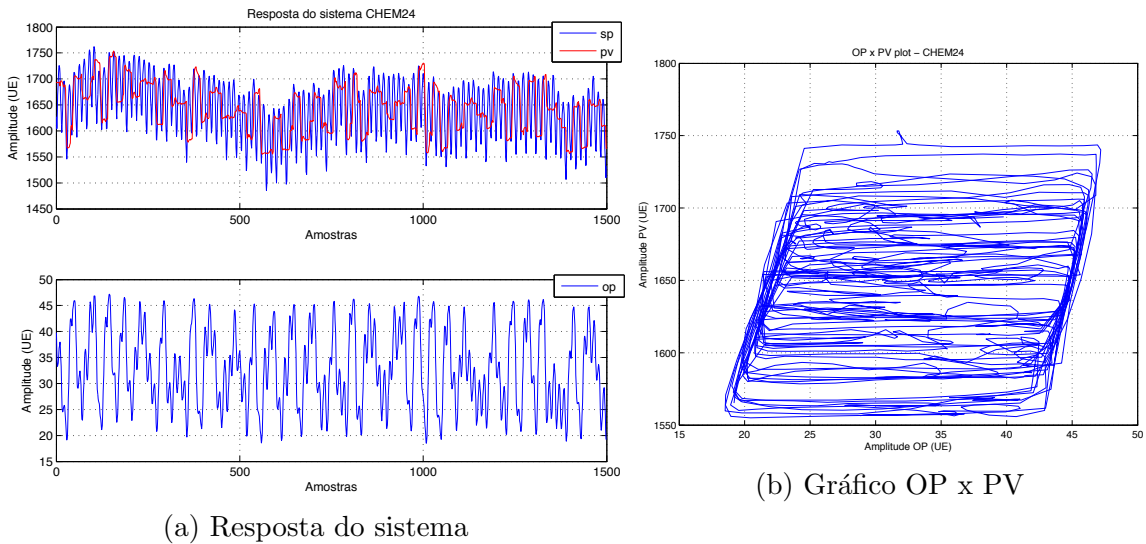 Resposta do sistema CHEM24
Amplitude (UE)
1800
1750
1700
1650
1600
1550
1500
1450
0
500
1000
1500
Amostras
sp
pv
Amplitude (UE)
50
45
40
35
30
25
20
15
0
500
1000
1500
Amostras
op
(a) Resposta do sistema
OP x PV plot – CHEM24
Amplitude PV (UE)
1800
1750
1700
1650
1600
1550
15
20
25
30
35
40
45
50
Amplitude OP (UE)
(b) Gráfico OP x PV